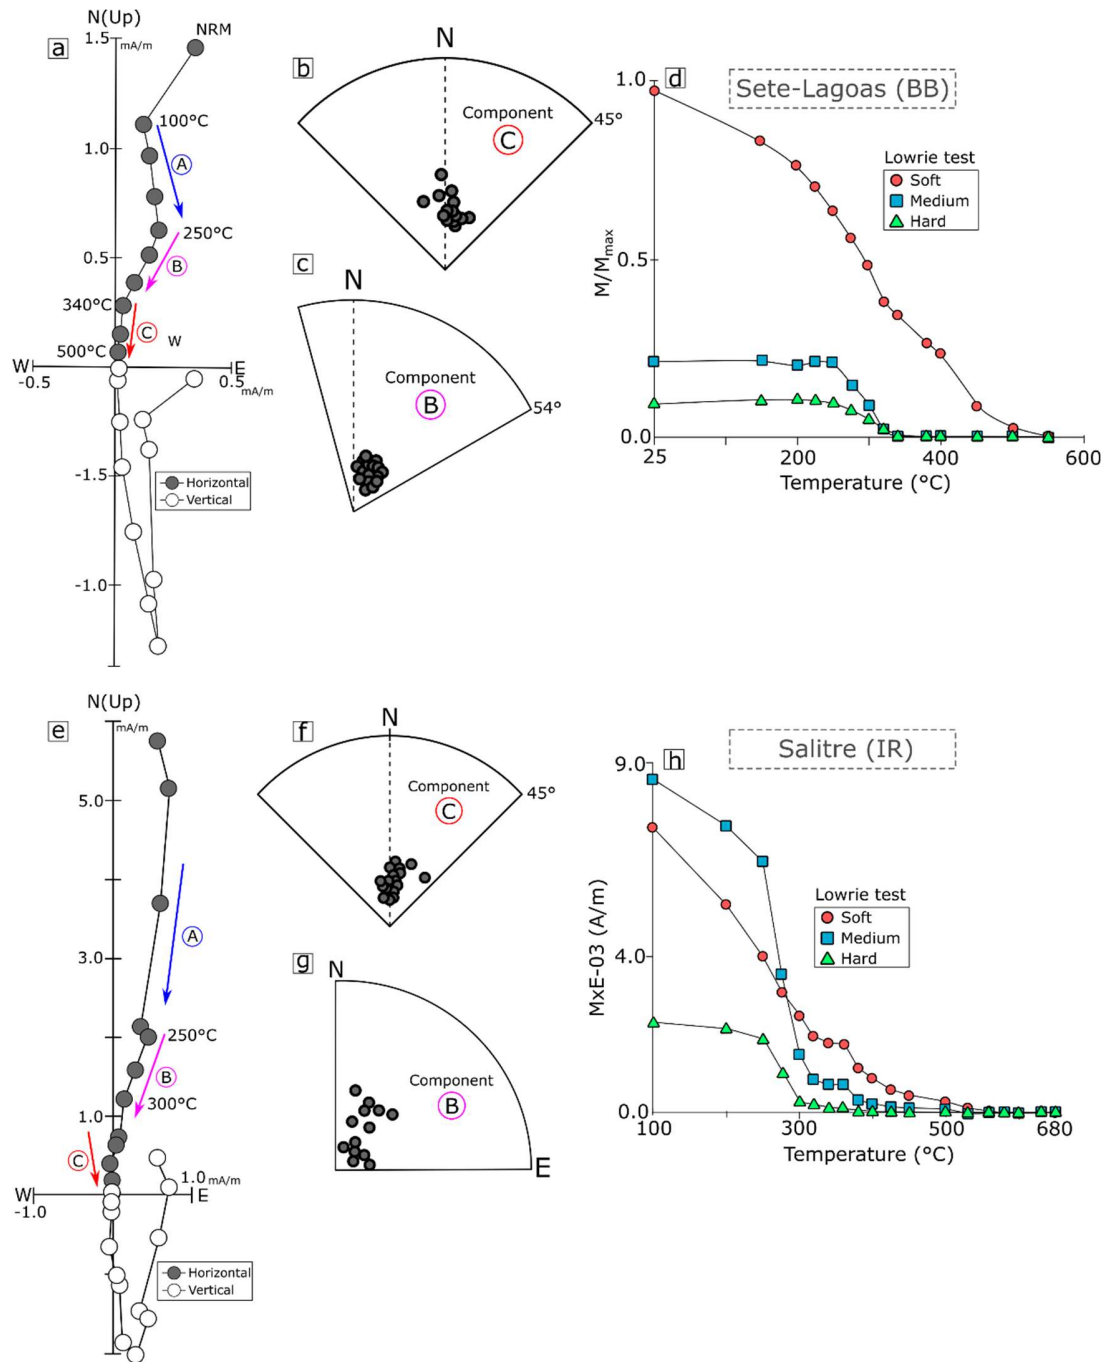 N(Up)
a
1.5
mA/m
NRM
100°C
1.0
A
250°C
0.5
B
340°C
C
W
500°C
W
E
-0.5
0.5
mA/m
-1.5
Horizontal
Vertical
-1.0
b
N
Component
C
45°
c
N
Component
B
54°
d
Sete-Lagoas (BB)
1.0
Lowrie test
Soft
Medium
Hard
M/Mmax
0.5
0.0
25
200
400
600
Temperature (°C)
N(Up)
e
mA/m
5.0
A
3.0
250°C
B
300°C
1.0
C
1.0 mA/m
W
E
-1.0
Horizontal
Vertical
f
N
Component
C
45°
g
N
Component
B
E
Salitre (IR)
h
9.0
Lowrie test
Soft
Medium
Hard
MxE-03 (A/m)
4.0
0.0
100
300
500
680
Temperature (°C)